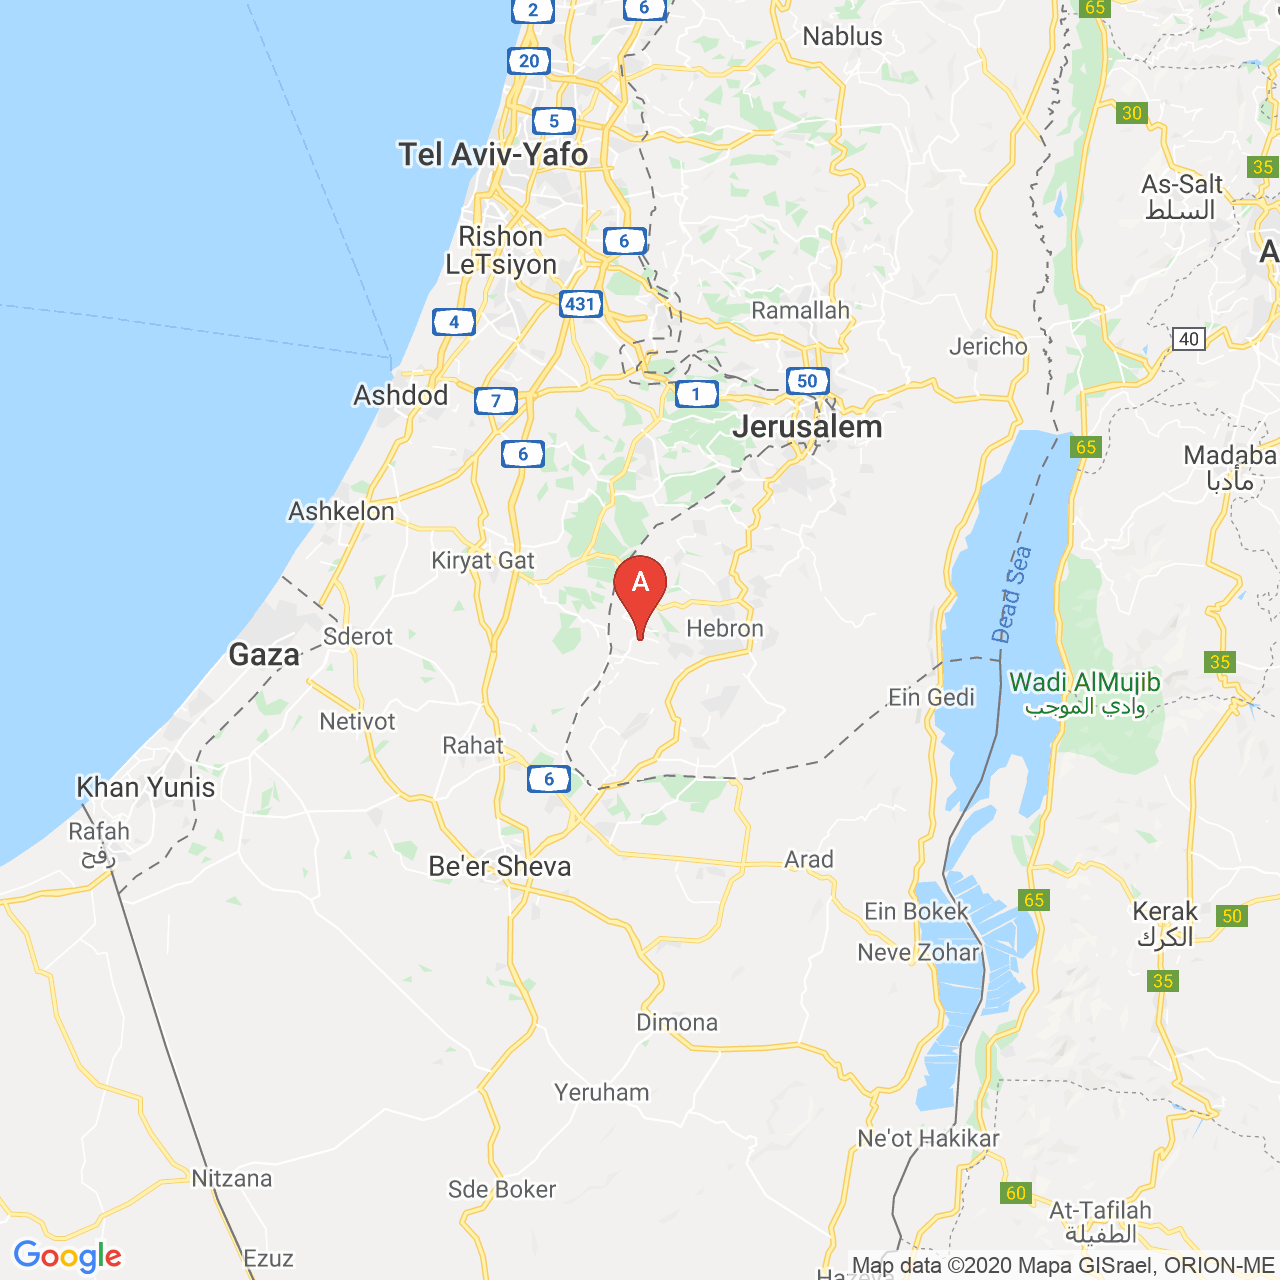 2
6
65
Nablus
20
30
5
Tel Aviv-Yafo
35
As-Salt
السلط
Rishon
LeTsiyon
6
A
431
Ramallah
4
40
Jericho
50
Ashdod
7
1
Jerusalem
65
6
Madaba
مأدبا
Ashkelon
Kiryat Gat
A
Dead Sea
Sderot
Hebron
Gaza
35
Wadi AlMujib
وادي الموجب
Ein Gedi
Netivot
Rahat
6
Khan Yunis
Rafah
رفح
Arad
Be'er Sheva
65
Ein Bokek
Kerak
الكرك
50
Neve Zohar
35
Dimona
Yeruham
Ne'ot Hakikar
Nitzana
Sde Boker
60
At-Tafilah
الطفيلة
Ezuz
Google
Hazeva
Map data ©2020 Mapa GISrael, ORION-ME